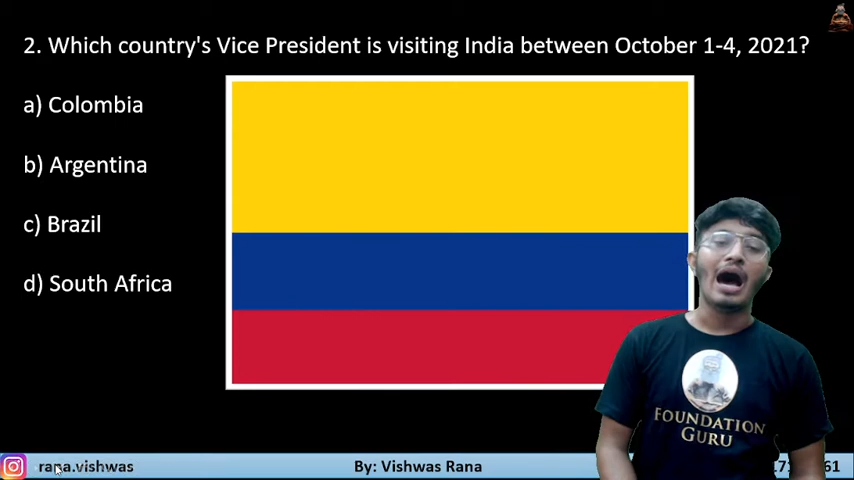 2. Which country's Vice President is visiting India between October 1-4, 2021?
a) Colombia
b) Argentina
c) Brazil
d) South Africa
FOUNDATION
GURU
rana.vishwas
By: Vishwas Rana